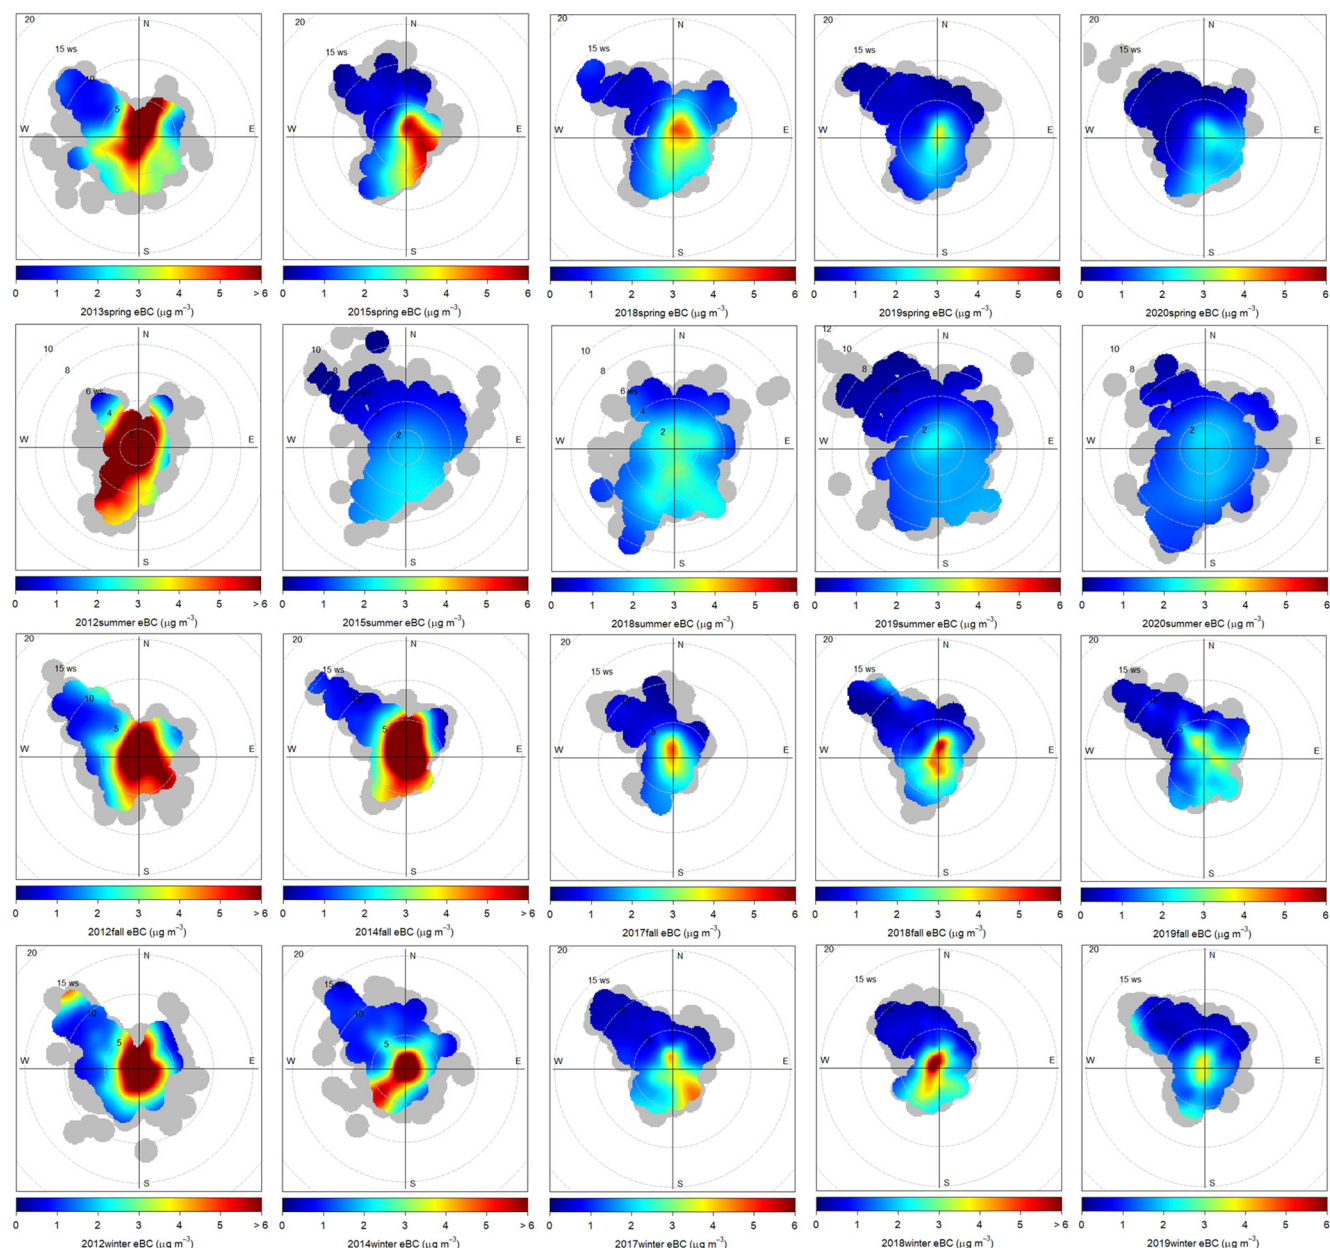 20 N 20 N 20 N 20 N 20 N
15 ws 15 ws 15 ws 15 ws 15 ws
10
5 5
W E W E W E W E W E
S S S S S
0 1 2 3 4 5 > 6 0 1 2 3 4 5 6 0 1 2 3 4 5 6 0 1 2 3 4 5 6 0 1 2 3 4 5 6
2013spring eBC (μg m⁻³) 2015spring eBC (μg m⁻³) 2018spring eBC (μg m⁻³) 2019spring eBC (μg m⁻³) 2020spring eBC (μg m⁻³)
10 N 10 N 10 N 12 10 N 10 N
8 8 8 8 8
6 ws 6 ws
4 4
2 2 2 2 2
W E W E W E W E W E
S S S S S
0 1 2 3 4 5 > 6 0 1 2 3 4 5 6 0 1 2 3 4 5 6 0 1 2 3 4 5 6 0 1 2 3 4 5 6
2012summer eBC (μg m⁻³) 2015summer eBC (μg m⁻³) 2018summer eBC (μg m⁻³) 2019summer eBC (μg m⁻³) 2020summer eBC (μg m⁻³)
20 N 20 N 20 N 20 N 20 N
15 ws 15 ws 15 ws 15 ws 15 ws
10 10 10 10 10
5 5 5 5 5
W E W E W E W E W E
S S S S S
0 1 2 3 4 5 > 6 0 1 2 3 4 5 > 6 0 1 2 3 4 5 6 0 1 2 3 4 5 6 0 1 2 3 4 5 6
2012fall eBC (μg m⁻³) 2014fall eBC (μg m⁻³) 2017fall eBC (μg m⁻³) 2018fall eBC (μg m⁻³) 2019fall eBC (μg m⁻³)
20 N 20 N 20 N 20 N 20 N
15 ws 15 ws 15 ws 15 ws 15 ws
10 10 10 10
5 5 5
W E W E W E W E W E
S S S S S
0 1 2 3 4 5 > 6 0 1 2 3 4 5 > 6 0 1 2 3 4 5 6 0 1 2 3 4 5 > 6 0 1 2 3 4 5 6
2012winter eBC (μg m⁻³) 2014winter eBC (μg m⁻³) 2017winter eBC (μg m⁻³) 2018winter eBC (μg m⁻³) 2019winter eBC (μg m⁻³)